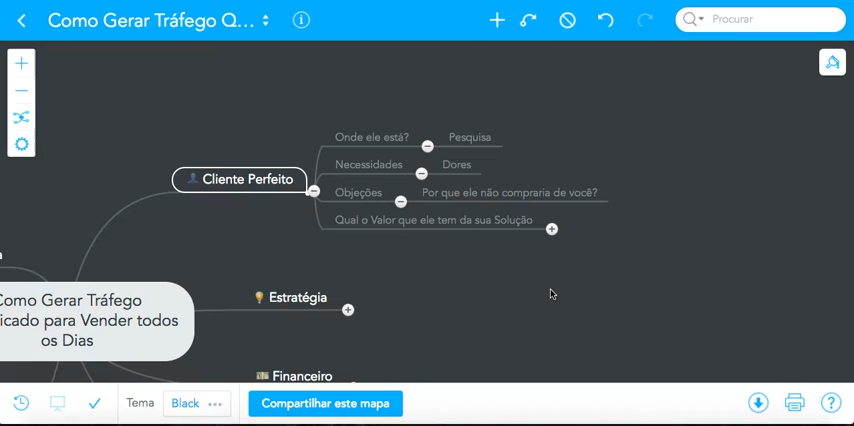 Como Gerar Tráfego Q...
Procurar
Onde ele está?
Pesquisa
Necessidades
Dores
Cliente Perfeito
Objeções
Por que ele não compraria de você?
Qual o Valor que ele tem da sua Solução
Como Gerar Tráfego
icado para Vender todos
os Dias
Estratégia
Financeiro
Tema
Black
Compartilhar este mapa